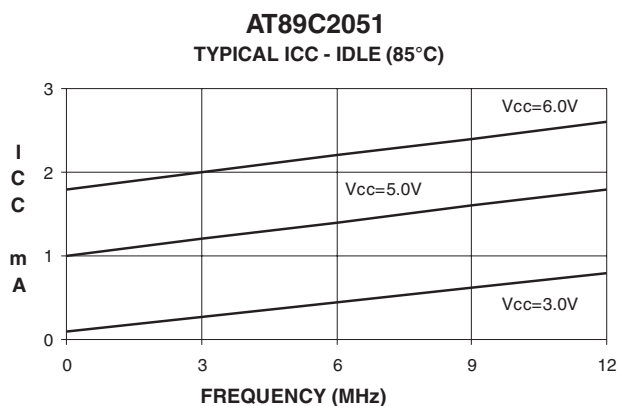 AT89C2051
TYPICAL ICC - IDLE (85°C)
3
Vcc=6.0V
I
C
C
2
Vcc=5.0V
1
m
A
Vcc=3.0V
0
0 3 6 9 12
FREQUENCY (MHz)